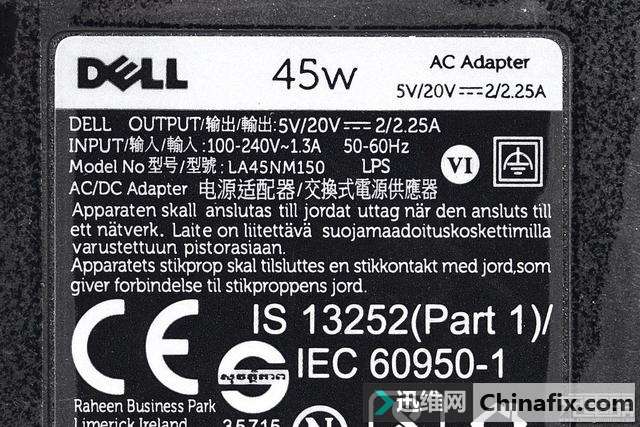 DELL 45w AC Adapter
5V/20V⎓2/2.25A
DELL OUTPUT/输出/輸出:5V/20V⎓2/2.25A
INPUT/输入/輸入:100-240V~1.3A 50-60Hz
Model No 型号/型號: LA45NM150 LPS
VI
AC/DC Adapter 电源适配器/交換式電源供應器
Apparaten skall anslutas till jordat uttag när den ansluts till
ett nätverk. Laite on liitettävä suojamaadoituskoskettimilla
varustettuun pistorasiaan.
Apparatets stikprop skal tilsluttes en stikkontakt med jord,som
giver forbindelse til stikproppens jord.
CE
IS 13252(Part 1)/
IEC 60950-1
Raheen Business Park
Limerick Ireland
35715
N
迅维网 Chinafix.com